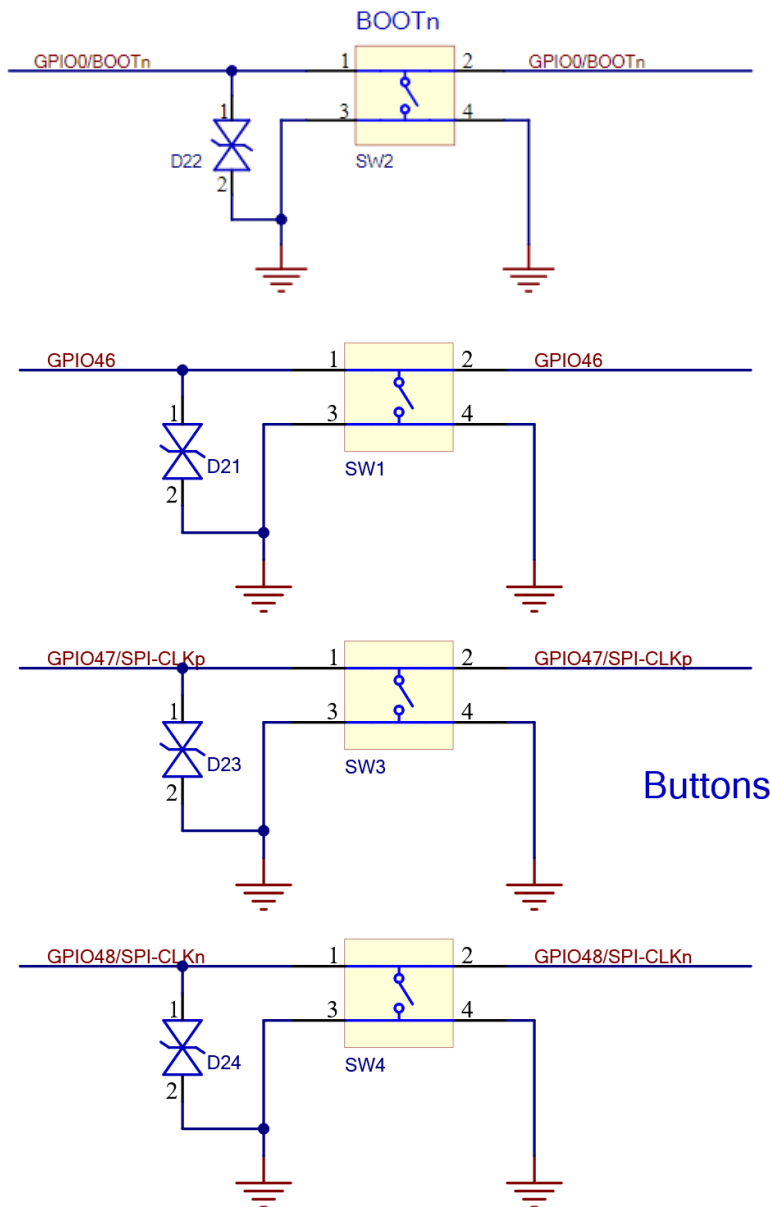 BOOTn
GPIO0/BOOTn 1 2 GPIO0/BOOTn
1 3 4
D22 SW2
2
GPIO46 1 2 GPIO46
1 3 4
D21 SW1
2
GPIO47/SPI-CLKp 1 2 GPIO47/SPI-CLKp
1 3 4
D23 SW3
2
Buttons
GPIO48/SPI-CLKn 1 2 GPIO48/SPI-CLKn
1 3 4
D24 SW4
2